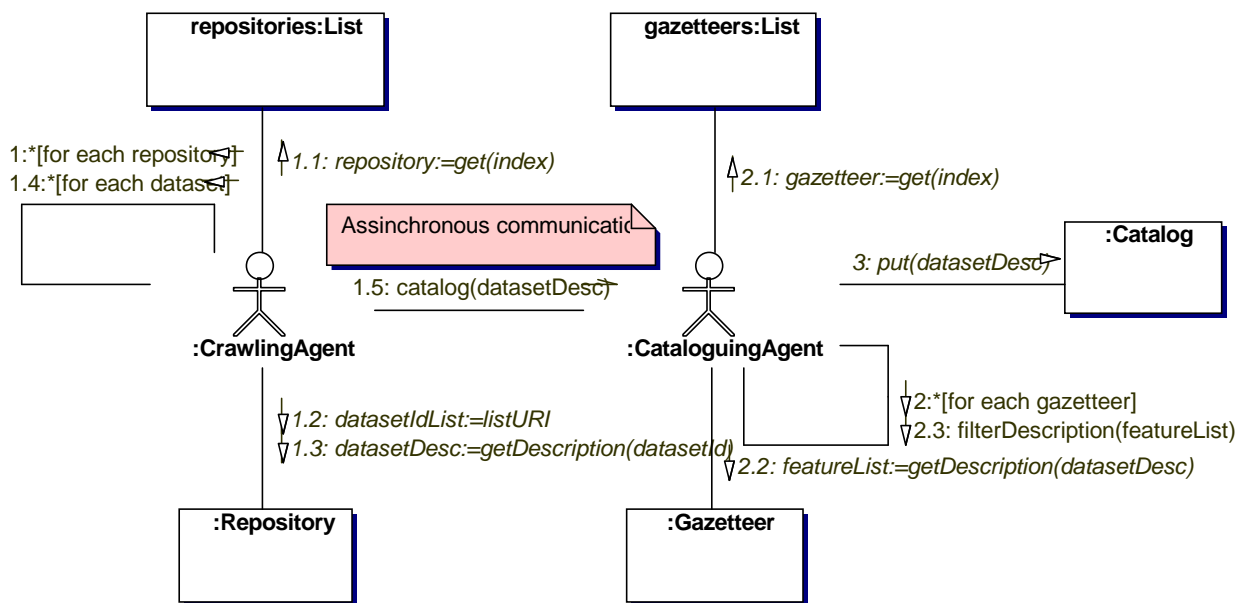 repositories:List
gazetteers:List
1:*[for each repository]
1.4:*[for each dataset]
1.1: repository:=get(index)
2.1: gazetteer:=get(index)
Assinchronous communicatio
:Catalog
3: put(datasetDesc)
1.5: catalog(datasetDesc)
:CrawlingAgent
:CataloguingAgent
2:*[for each gazetteer]
2.3: filterDescription(featureList)
1.2: datasetIdList:=listURI
1.3: datasetDesc:=getDescription(datasetId)
2.2: featureList:=getDescription(datasetDesc)
:Repository
:Gazetteer